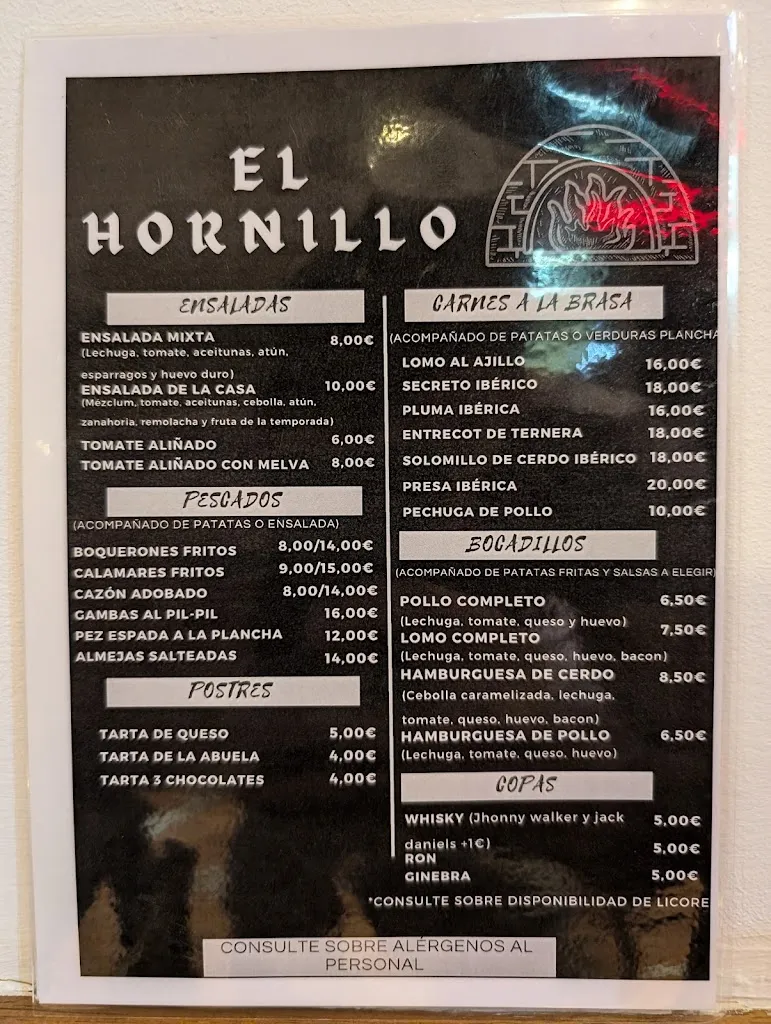 EL
HORNILLO
ENSALADAS
ENSALADA MIXTA 8,00€
(Lechuga, tomate, aceitunas, atún,
esparragos y huevo duro)
ENSALADA DE LA CASA 10,00€
(Mézclum, tomate, aceitunas, cebolla, atún,
zanahoria, remolacha y fruta de la temporada)
TOMATE ALIÑADO 6,00€
TOMATE ALIÑADO CON MELVA 8,00€
PESCADOS
(ACOMPAÑADO DE PATATAS O ENSALADA)
BOQUERONES FRITOS 8,00/14,00€
CALAMARES FRITOS 9,00/15,00€
CAZÓN ADOBADO 8,00/14,00€
GAMBAS AL PIL-PIL 16,00€
PEZ ESPADA A LA PLANCHA 12,00€
ALMEJAS SALTEADAS 14,00€
POSTRES
TARTA DE QUESO 5,00€
TARTA DE LA ABUELA 4,00€
TARTA 3 CHOCOLATES 4,00€
CARNES A LA BRASA
(ACOMPAÑADO DE PATATAS O VERDURAS PLANCHA
LOMO AL AJILLO 16,00€
SECRETO IBÉRICO 18,00€
PLUMA IBÉRICA 16,00€
ENTRECOT DE TERNERA 18,00€
SOLOMILLO DE CERDO IBÉRICO 18,00€
PRESA IBÉRICA 20,00€
PECHUGA DE POLLO 10,00€
BOCADILLOS
(ACOMPAÑADO DE PATATAS FRITAS Y SALSAS A ELEGIR)
POLLO COMPLETO 6,50€
(Lechuga, tomate, queso y huevo)
LOMO COMPLETO 7,50€
(Lechuga, tomate, queso, huevo, bacon)
HAMBURGUESA DE CERDO 8,50€
(Cebolla caramelizada, lechuga,
tomate, queso, huevo, bacon)
HAMBURGUESA DE POLLO 6,50€
(Lechuga, tomate, queso, huevo)
COPAS
WHISKY (Jhonny walker y jack 5,00€
daniels +1€)
RON 5,00€
GINEBRA 5,00€
*CONSULTE SOBRE DISPONIBILIDAD DE LICORE
CONSULTE SOBRE ALÉRGENOS AL
PERSONAL